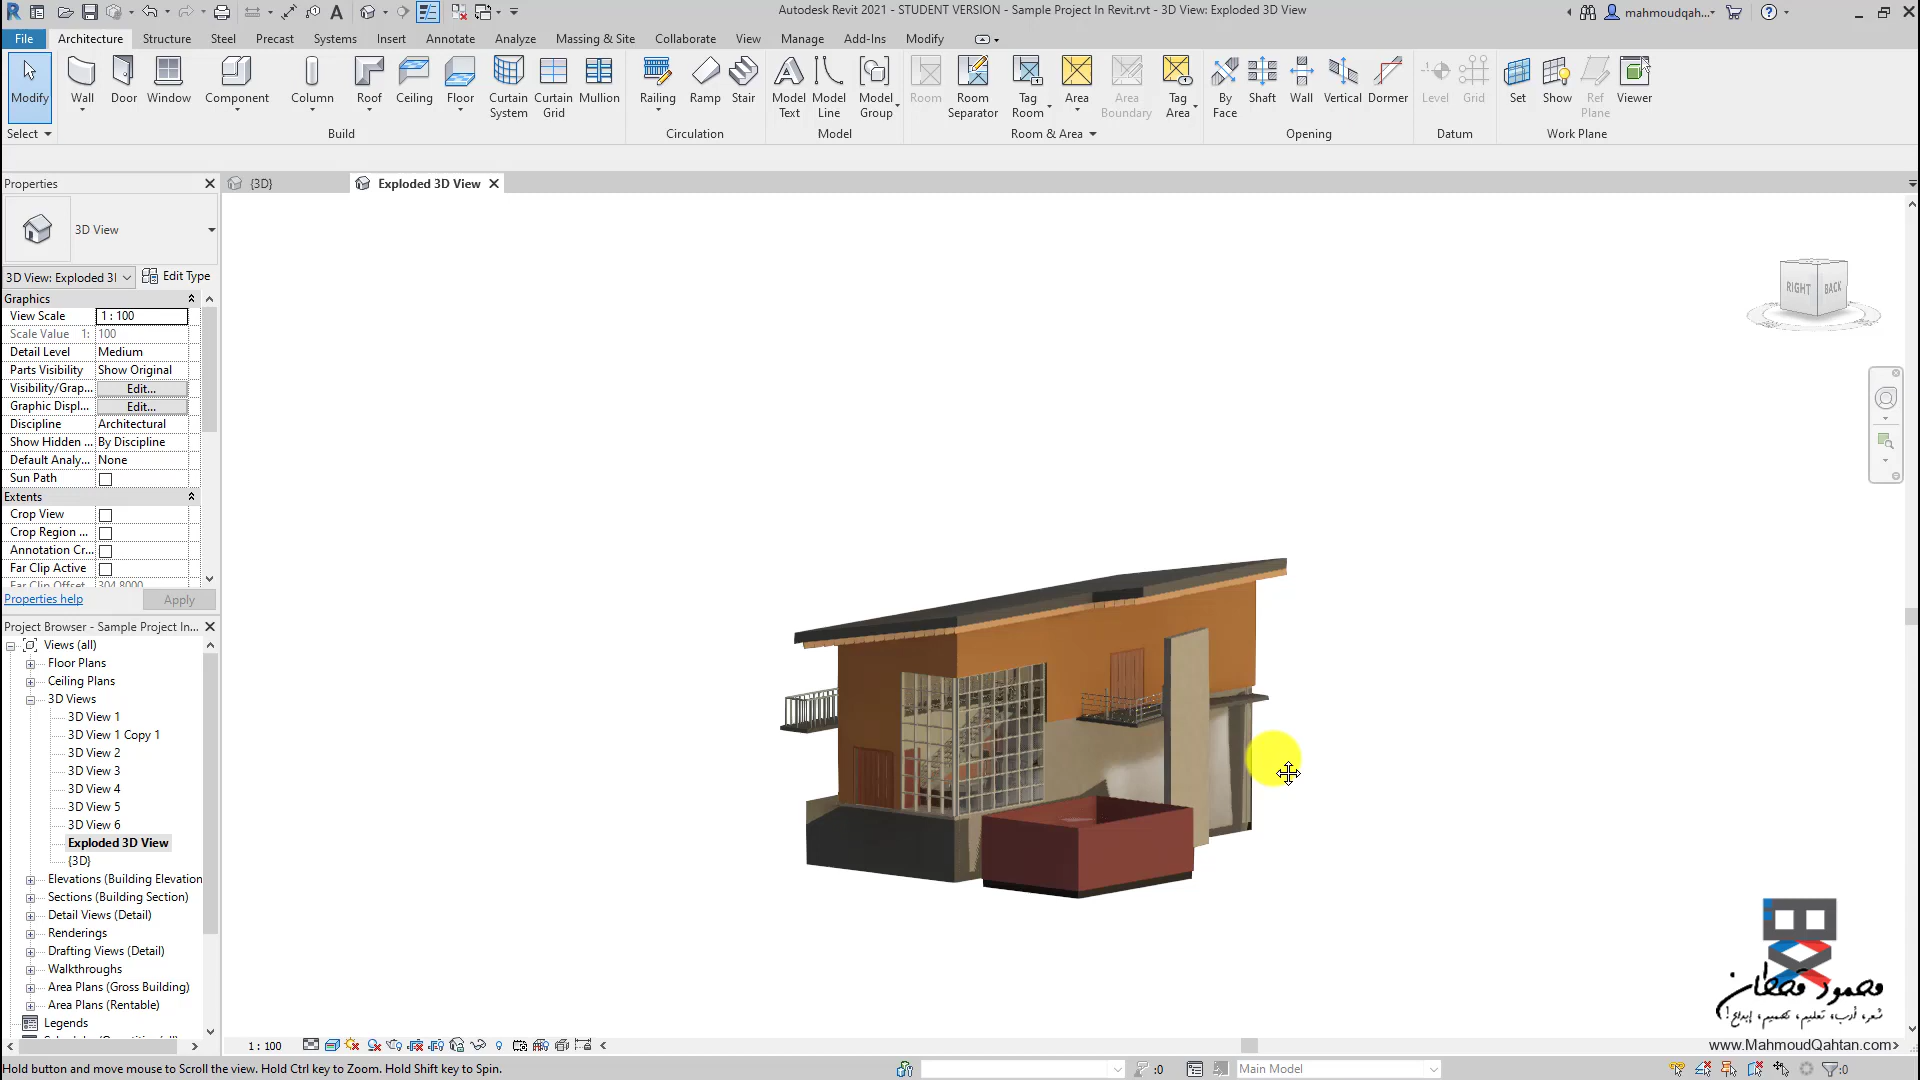 Autodesk Revit 2021 - STUDENT VERSION - Sample Project In Revit.rvt - 3D View: Exploded 3D View
mahmoudqah...
File Architecture Structure Steel Precast Systems Insert Annotate Analyze Massing & Site Collaborate View Manage Add-Ins Modify
Modify Wall Door Window Component Column Roof Ceiling Floor Curtain System Curtain Grid Mullion Railing Ramp Stair Model Text Model Line Model Group Room Room Separator Tag Room Area Area Boundary Tag Area By Face Shaft Wall Vertical Dormer Level Grid Set Show Ref Plane Viewer
Select Build Circulation Model Room & Area Opening Datum Work Plane
Properties
{3D}
Exploded 3D View
3D View
3D View: Exploded 3I
Edit Type
Graphics
View Scale 1 : 100
Scale Value 1: 100
Detail Level Medium
Parts Visibility Show Original
Visibility/Grap... Edit...
Graphic Displ... Edit...
Discipline Architectural
Show Hidden ... By Discipline
Default Analy... None
Sun Path
Extents
Crop View
Crop Region ...
Annotation Cr...
Far Clip Active
Far Clip Offset 304.8000
Properties help
Apply
RIGHT BACK
Project Browser - Sample Project In...
Views (all)
Floor Plans
Ceiling Plans
3D Views
3D View 1
3D View 1 Copy 1
3D View 2
3D View 3
3D View 4
3D View 5
3D View 6
Exploded 3D View
{3D}
Elevations (Building Elevation
Sections (Building Section)
Detail Views (Detail)
Renderings
Drafting Views (Detail)
Walkthroughs
Area Plans (Gross Building)
Area Plans (Rentable)
Legends
محمود قحطان
شعر، أدب، تعليم، تصميم، إبداع!
www.MahmoudQahtan.com
1 : 100
Hold button and move mouse to Scroll the view. Hold Ctrl key to Zoom. Hold Shift key to Spin.
:0
Main Model
:0